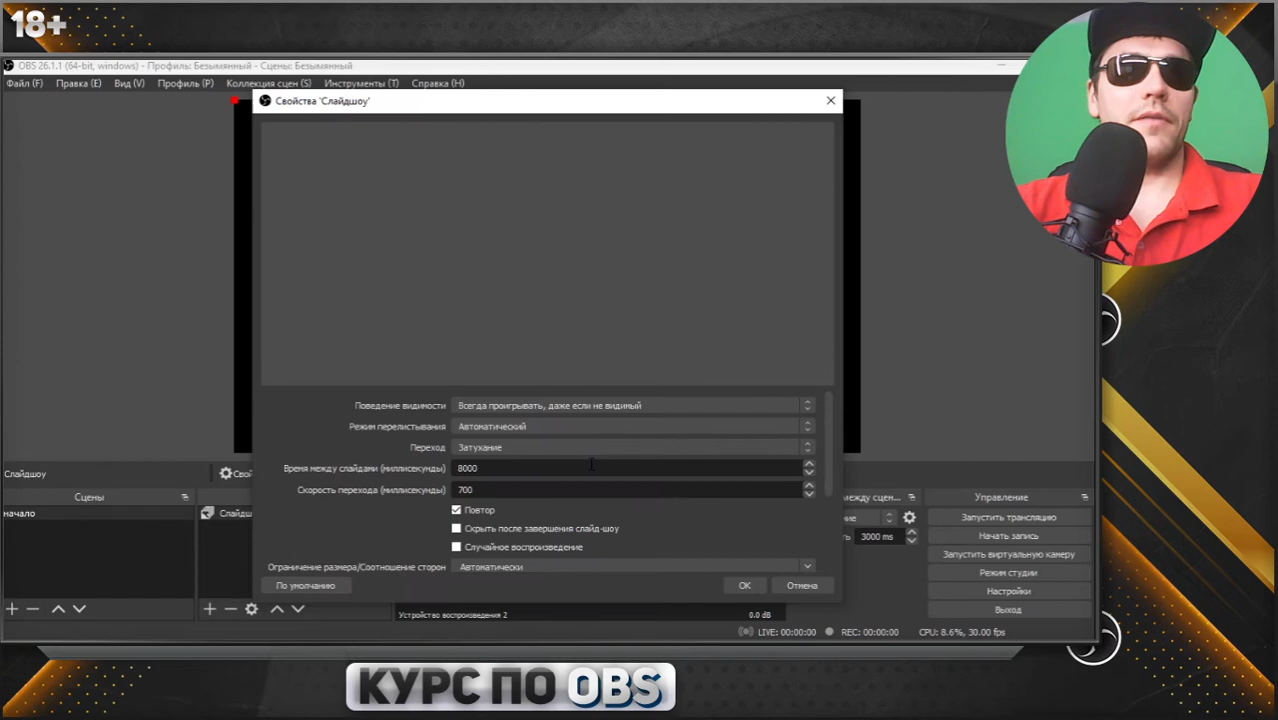 18+
OBS 26.1.1 (64-bit, windows) - Профиль: Безымянный - Сцены: Безымянный
Файл (F) Правка (E) Вид (V) Профиль (P) Коллекция сцен (S) Инструменты (T) Справка (H)
Свойства 'Слайдшоу'
Поведение видимости Всегда проигрывать, даже если не видимый
Режим перелистывания Автоматический
Переход Затухание
Время между слайдами (миллисекунды) 8000
Скорость перехода (миллисекунды) 700
Повтор
Скрыть после завершения слайд-шоу
Случайное воспроизведение
Ограничение размера/Соотношение сторон Автоматически
По умолчанию OK Отмена
Слайдшоу Свой
Сцены
начало
Слайдш
между сцен...
ние
3000 ms
Управление
Запустить трансляцию
Начать запись
Запустить виртуальную камеру
Режим студии
Настройки
Выход
Устройство воспроизведения 2 0.0 dB
LIVE: 00:00:00 REC: 00:00:00 CPU: 8.6%, 30.00 fps
КУРС ПО OBS